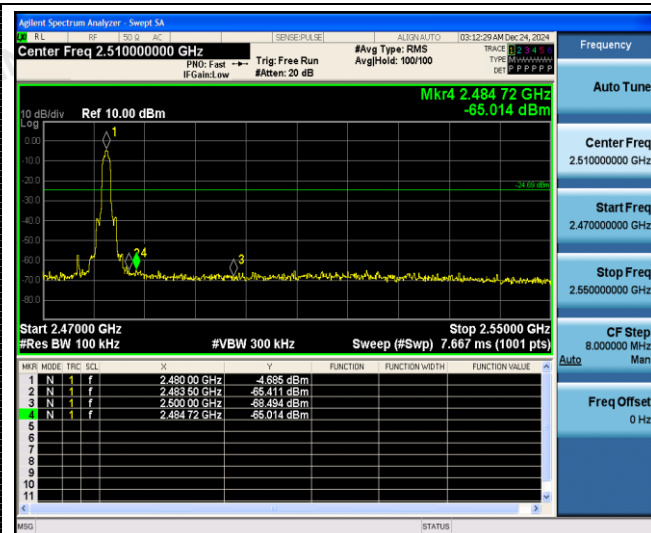 Agilent Spectrum Analyzer - Swept SA
RL RF 50 Ω AC SENSE:PULSE ALIGN AUTO 03:12:29 AM Dec 24, 2024
Center Freq 2.510000000 GHz
PNO: Fast
IFGain:Low
Trig: Free Run
#Atten: 20 dB
#Avg Type: RMS
Avg|Hold: 100/100
TRACE 1 2 3 4 5 6
TYPE M
DET P P P P P P
Mkr4 2.484 72 GHz
-65.014 dBm
10 dB/div Ref 10.00 dBm
Log
0.00
-10.0
-20.0
-30.0
-40.0
-50.0
-60.0
-70.0
-80.0
1
24
3
-24.69 dBm
Start 2.47000 GHz Stop 2.55000 GHz
#Res BW 100 kHz #VBW 300 kHz Sweep (#Swp) 7.667 ms (1001 pts)
MKR MODE TRC SCL X Y FUNCTION FUNCTION WIDTH FUNCTION VALUE
1 N 1 f 2.480 00 GHz -4.685 dBm
2 N 1 f 2.483 50 GHz -65.411 dBm
3 N 1 f 2.500 00 GHz -68.494 dBm
4 N 1 f 2.484 72 GHz -65.014 dBm
5
6
7
8
9
10
11
MSG STATUS
Frequency
Auto Tune
Center Freq
2.510000000 GHz
Start Freq
2.470000000 GHz
Stop Freq
2.550000000 GHz
CF Step
8.000000 MHz
Auto Man
Freq Offset
0 Hz